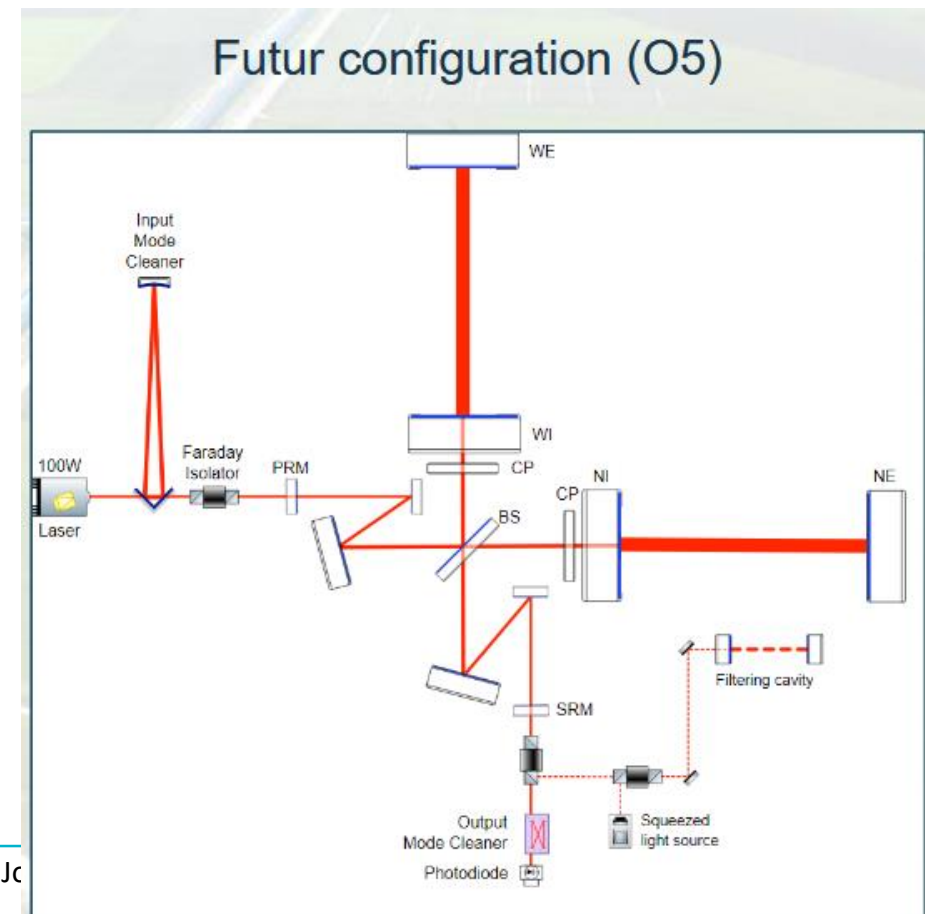 Futur configuration (O5)
WE
Input
Mode
Cleaner
WI
CP
100W
Laser
Faraday
Isolator
PRM
BS
CP
NI
NE
Filtering cavity
SRM
Output
Mode Cleaner
Squeezed
light source
Photodiode